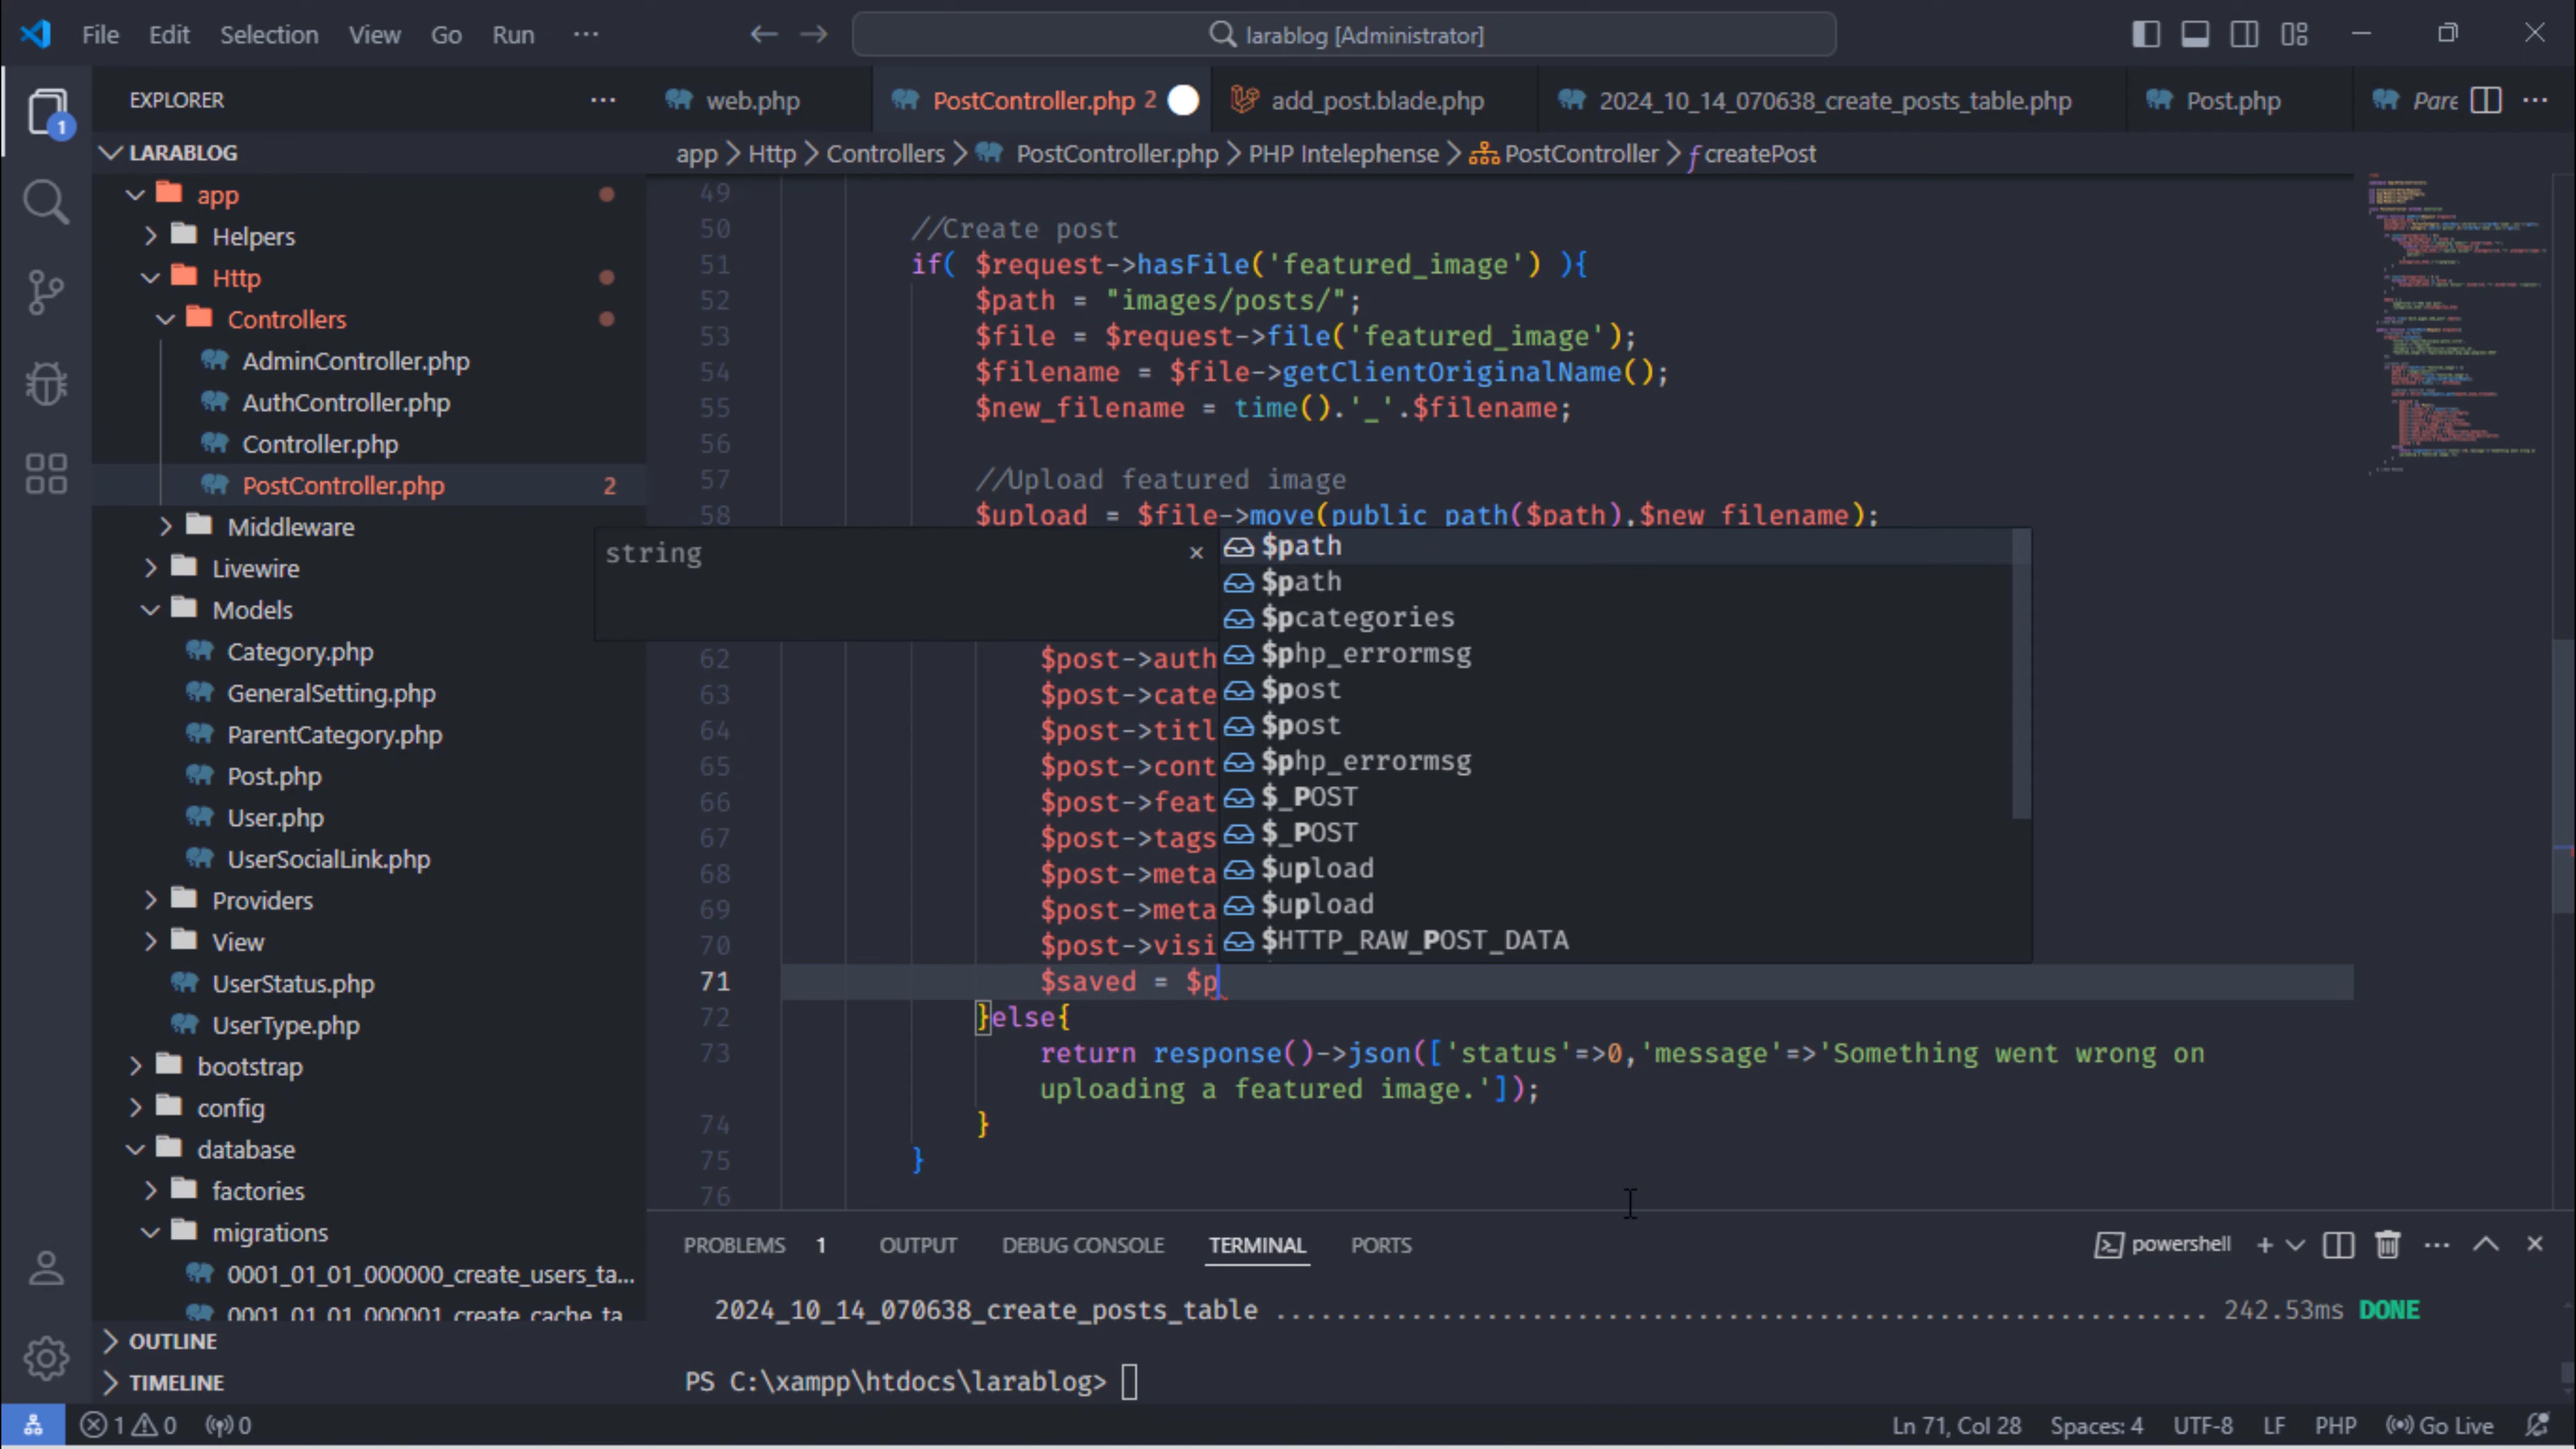 File Edit Selection View Go Run ··· larablog [Administrator]
EXPLORER ···
web.php PostController.php 2 add_post.blade.php 2024_10_14_070638_create_posts_table.php Post.php Pare ···
app > Http > Controllers > PostController.php > PHP Intelephense > PostController > createPost
1
LARABLOG
app
Helpers
Http
Controllers
AdminController.php
AuthController.php
Controller.php
PostController.php 2
Middleware
Livewire
Models
Category.php
GeneralSetting.php
ParentCategory.php
Post.php
User.php
UserSocialLink.php
Providers
View
UserStatus.php
UserType.php
bootstrap
config
database
factories
migrations
0001_01_01_000000_create_users_ta...
0001_01_01_000001_create_cache_ta
OUTLINE
TIMELINE
49
50 //Create post
51 if( $request->hasFile('featured_image') ){
52 $path = "images/posts/";
53 $file = $request->file('featured_image');
54 $filename = $file->getClientOriginalName();
55 $new_filename = time().'_'.$filename;
56
57 //Upload featured image
58 $upload = $file->move(public_path($path),$new_filename);
string ×
$path
$path
$pcategories
$php_errormsg
$post
$post
$php_errormsg
$_POST
$_POST
$upload
$upload
$HTTP_RAW_POST_DATA
62 $post->auth
63 $post->cate
64 $post->titl
65 $post->cont
66 $post->feat
67 $post->tags
68 $post->meta
69 $post->meta
70 $post->visi
71 $saved = $p
72 }else{
73 return response()->json(['status'=>0,'message'=>'Something went wrong on
uploading a featured image.']);
74 }
75 }
76
PROBLEMS 1 OUTPUT DEBUG CONSOLE TERMINAL PORTS powershell
2024_10_14_070638_create_posts_table ................................................................ 242.53ms DONE
PS C:\xampp\htdocs\larablog>
1 0 0 Ln 71, Col 28 Spaces: 4 UTF-8 LF PHP Go Live